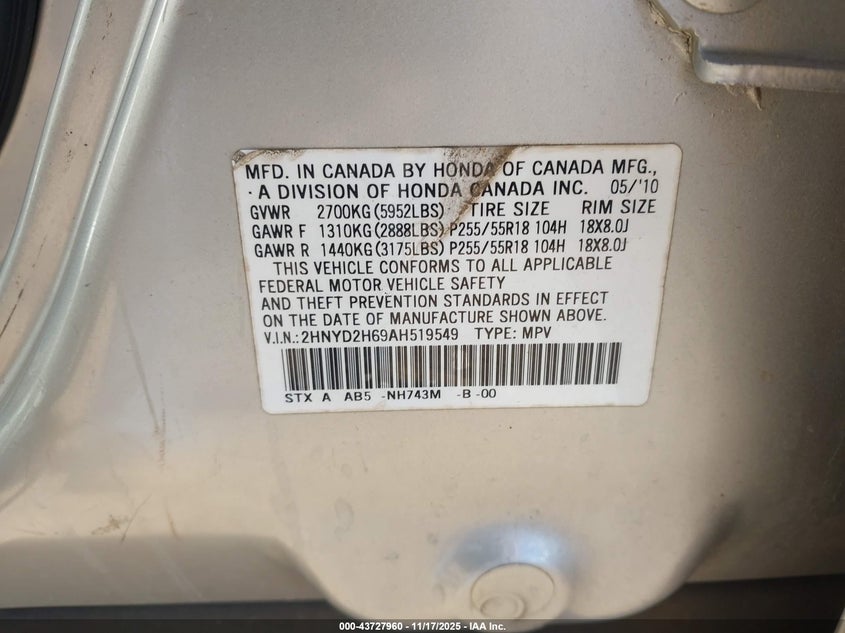 MFD. IN CANADA BY HONDA OF CANADA MFG.,
A DIVISION OF HONDA CANADA INC. 05/'10
GVWR 2700KG(5952LBS) TIRE SIZE RIM SIZE
GAWR F 1310KG(2888LBS) P255/55R18 104H 18X8.0J
GAWR R 1440KG(3175LBS) P255/55R18 104H 18X8.0J
THIS VEHICLE CONFORMS TO ALL APPLICABLE
FEDERAL MOTOR VEHICLE SAFETY
AND THEFT PREVENTION STANDARDS IN EFFECT
ON THE DATE OF MANUFACTURE SHOWN ABOVE.
V.I.N.:2HNYD2H69AH519549 TYPE: MPV
STX A AB5 -NH743M -B -00
000-43727960 - 11/17/2025 - IAA Inc.